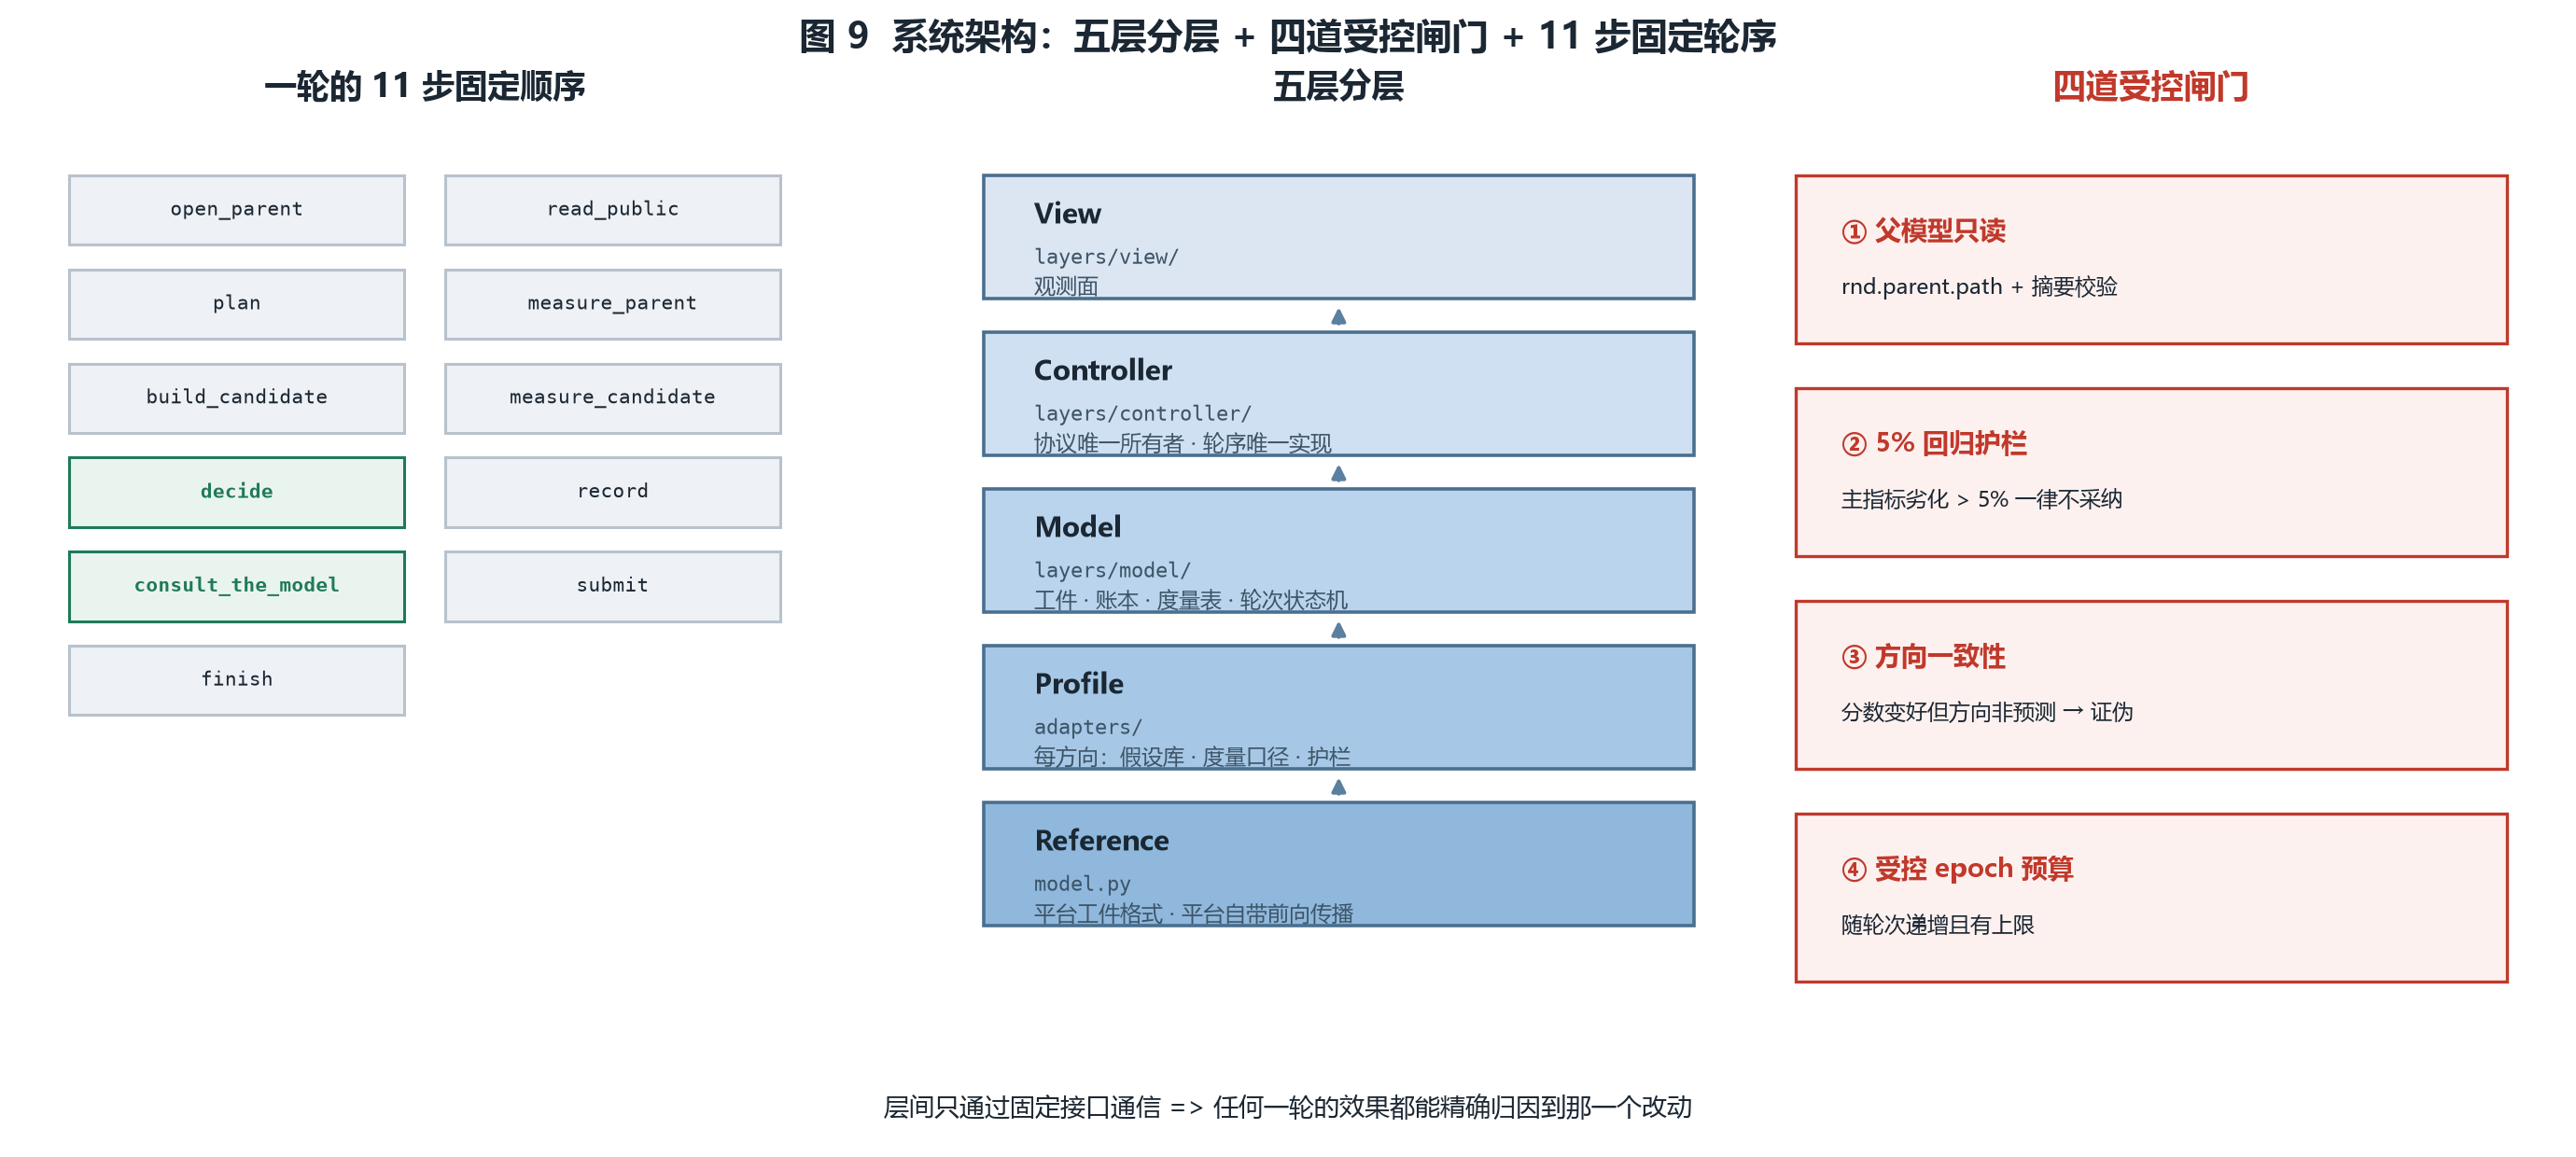 图 9 系统架构：五层分层 + 四道受控闸门 + 11 步固定轮序
一轮的 11 步固定顺序
open_parent
read_public
plan
measure_parent
build_candidate
measure_candidate
decide
record
consult_the_model
submit
finish
五层分层
View
layers/view/
观测面
Controller
layers/controller/
协议唯一所有者 · 轮序唯一实现
Model
layers/model/
工件 · 账本 · 度量表 · 轮次状态机
Profile
adapters/
每方向：假设库 · 度量口径 · 护栏
Reference
model.py
平台工件格式 · 平台自带前向传播
四道受控闸门
① 父模型只读
rnd.parent.path + 摘要校验
② 5% 回归护栏
主指标劣化 > 5% 一律不采纳
③ 方向一致性
分数变好但方向非预测 → 证伪
④ 受控 epoch 预算
随轮次递增且有上限
层间只通过固定接口通信 => 任何一轮的效果都能精确归因到那一个改动